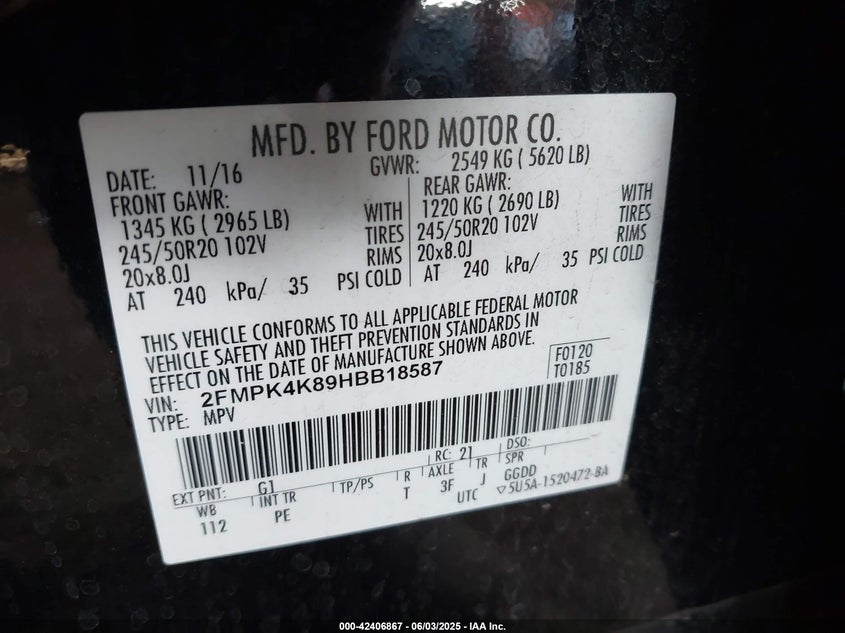 MFD. BY FORD MOTOR CO.
DATE: 11/16 GVWR: 2549 KG ( 5620 LB)
FRONT GAWR: REAR GAWR:
1345 KG ( 2965 LB) WITH 1220 KG ( 2690 LB) WITH
245/50R20 102V TIRES 245/50R20 102V TIRES
20x8.0J RIMS 20x8.0J RIMS
AT 240 kPa/ 35 PSI COLD AT 240 kPa/ 35 PSI COLD
THIS VEHICLE CONFORMS TO ALL APPLICABLE FEDERAL MOTOR
VEHICLE SAFETY AND THEFT PREVENTION STANDARDS IN
EFFECT ON THE DATE OF MANUFACTURE SHOWN ABOVE.
VIN: 2FMPK4K89HBB18587
TYPE: MPV
F0120
T0185
EXT PNT: G1 RC: 21 DSO:
WB INT TR TP/PS R AXLE TR SPR
112 PE T 3F J GGDD
UTC ▽5U5A-1520472-BA
000-42406867 - 06/03/2025 - IAA Inc.